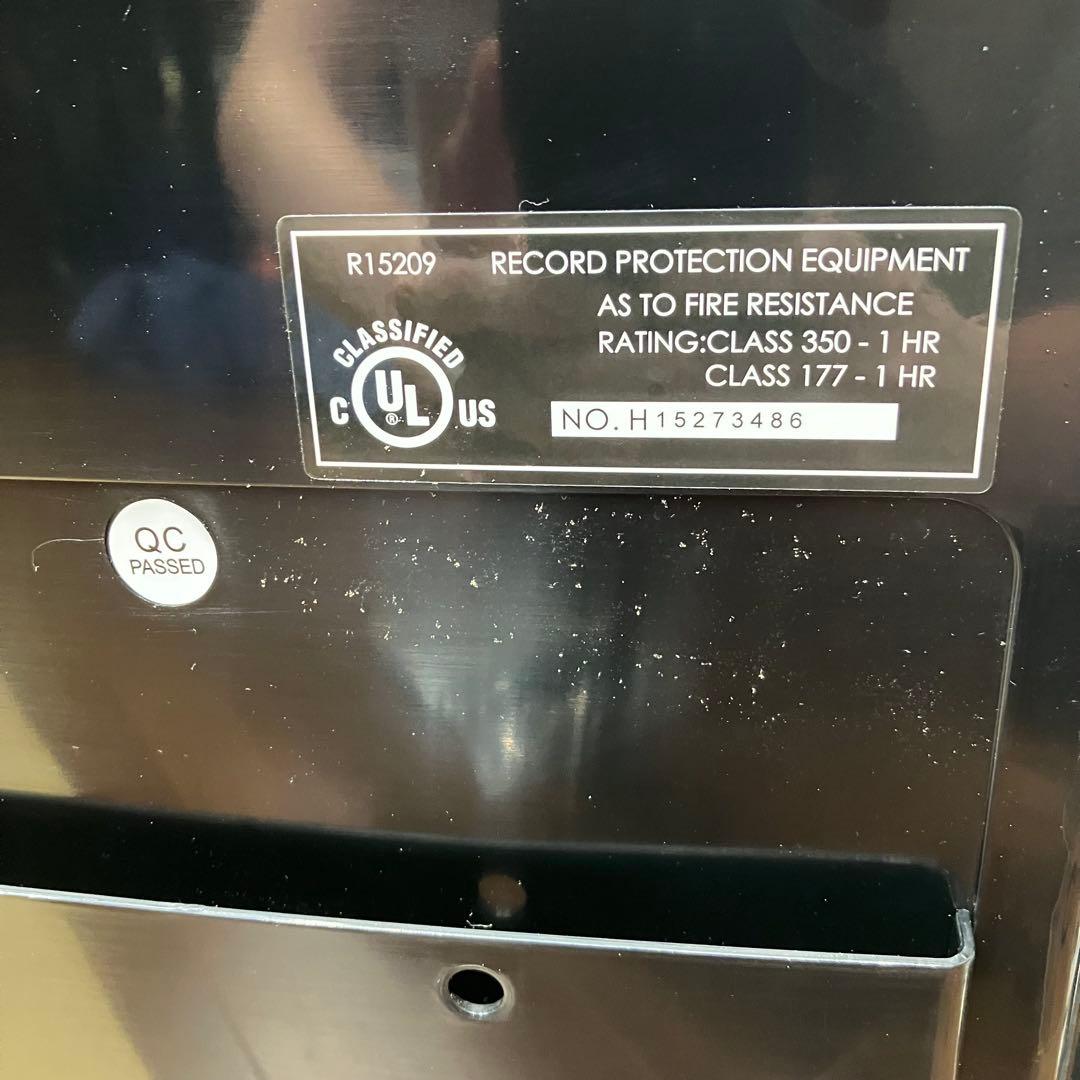 R15209
RECORD PROTECTION EQUIPMENT
AS TO FIRE RESISTANCE
RATING:CLASS 350 - 1 HR
CLASS 177 - 1 HR
CLASSIFIED
C UL® US
NO. H15273486
QC
PASSED